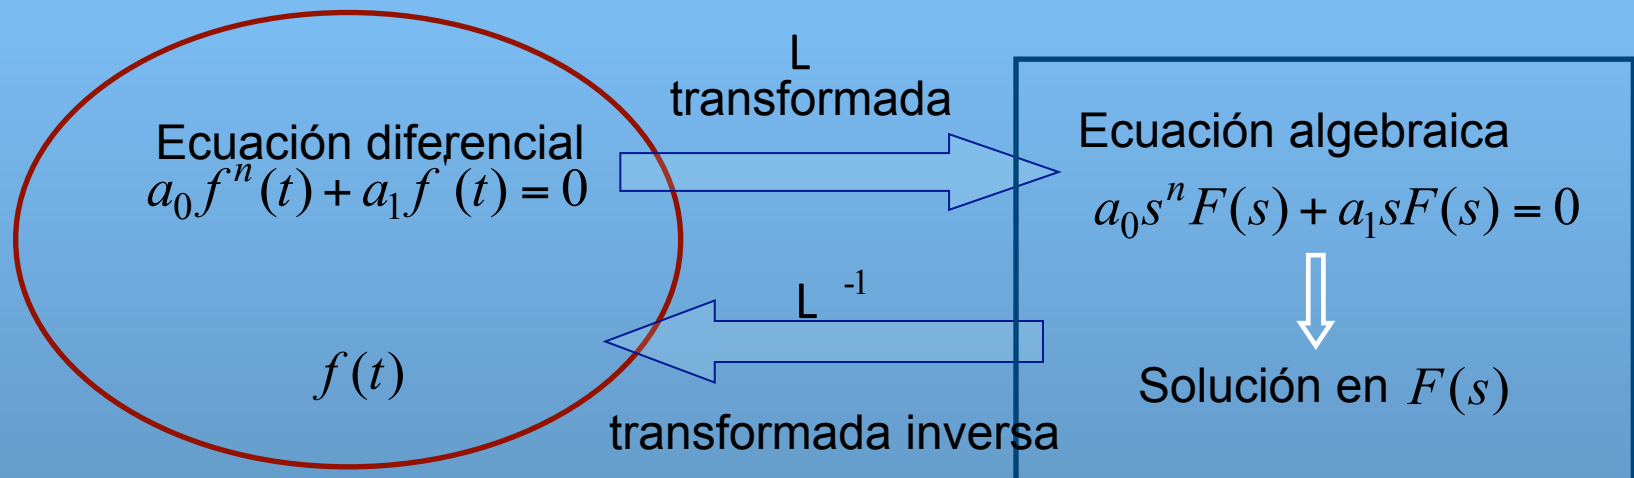 L
transformada
Ecuación diferencial
a₀fⁿ(t) + a₁f'(t) = 0
Ecuación algebraica
a₀sⁿF(s) + a₁sF(s) = 0
L ⁻¹
f(t)
Solución en F(s)
transformada inversa